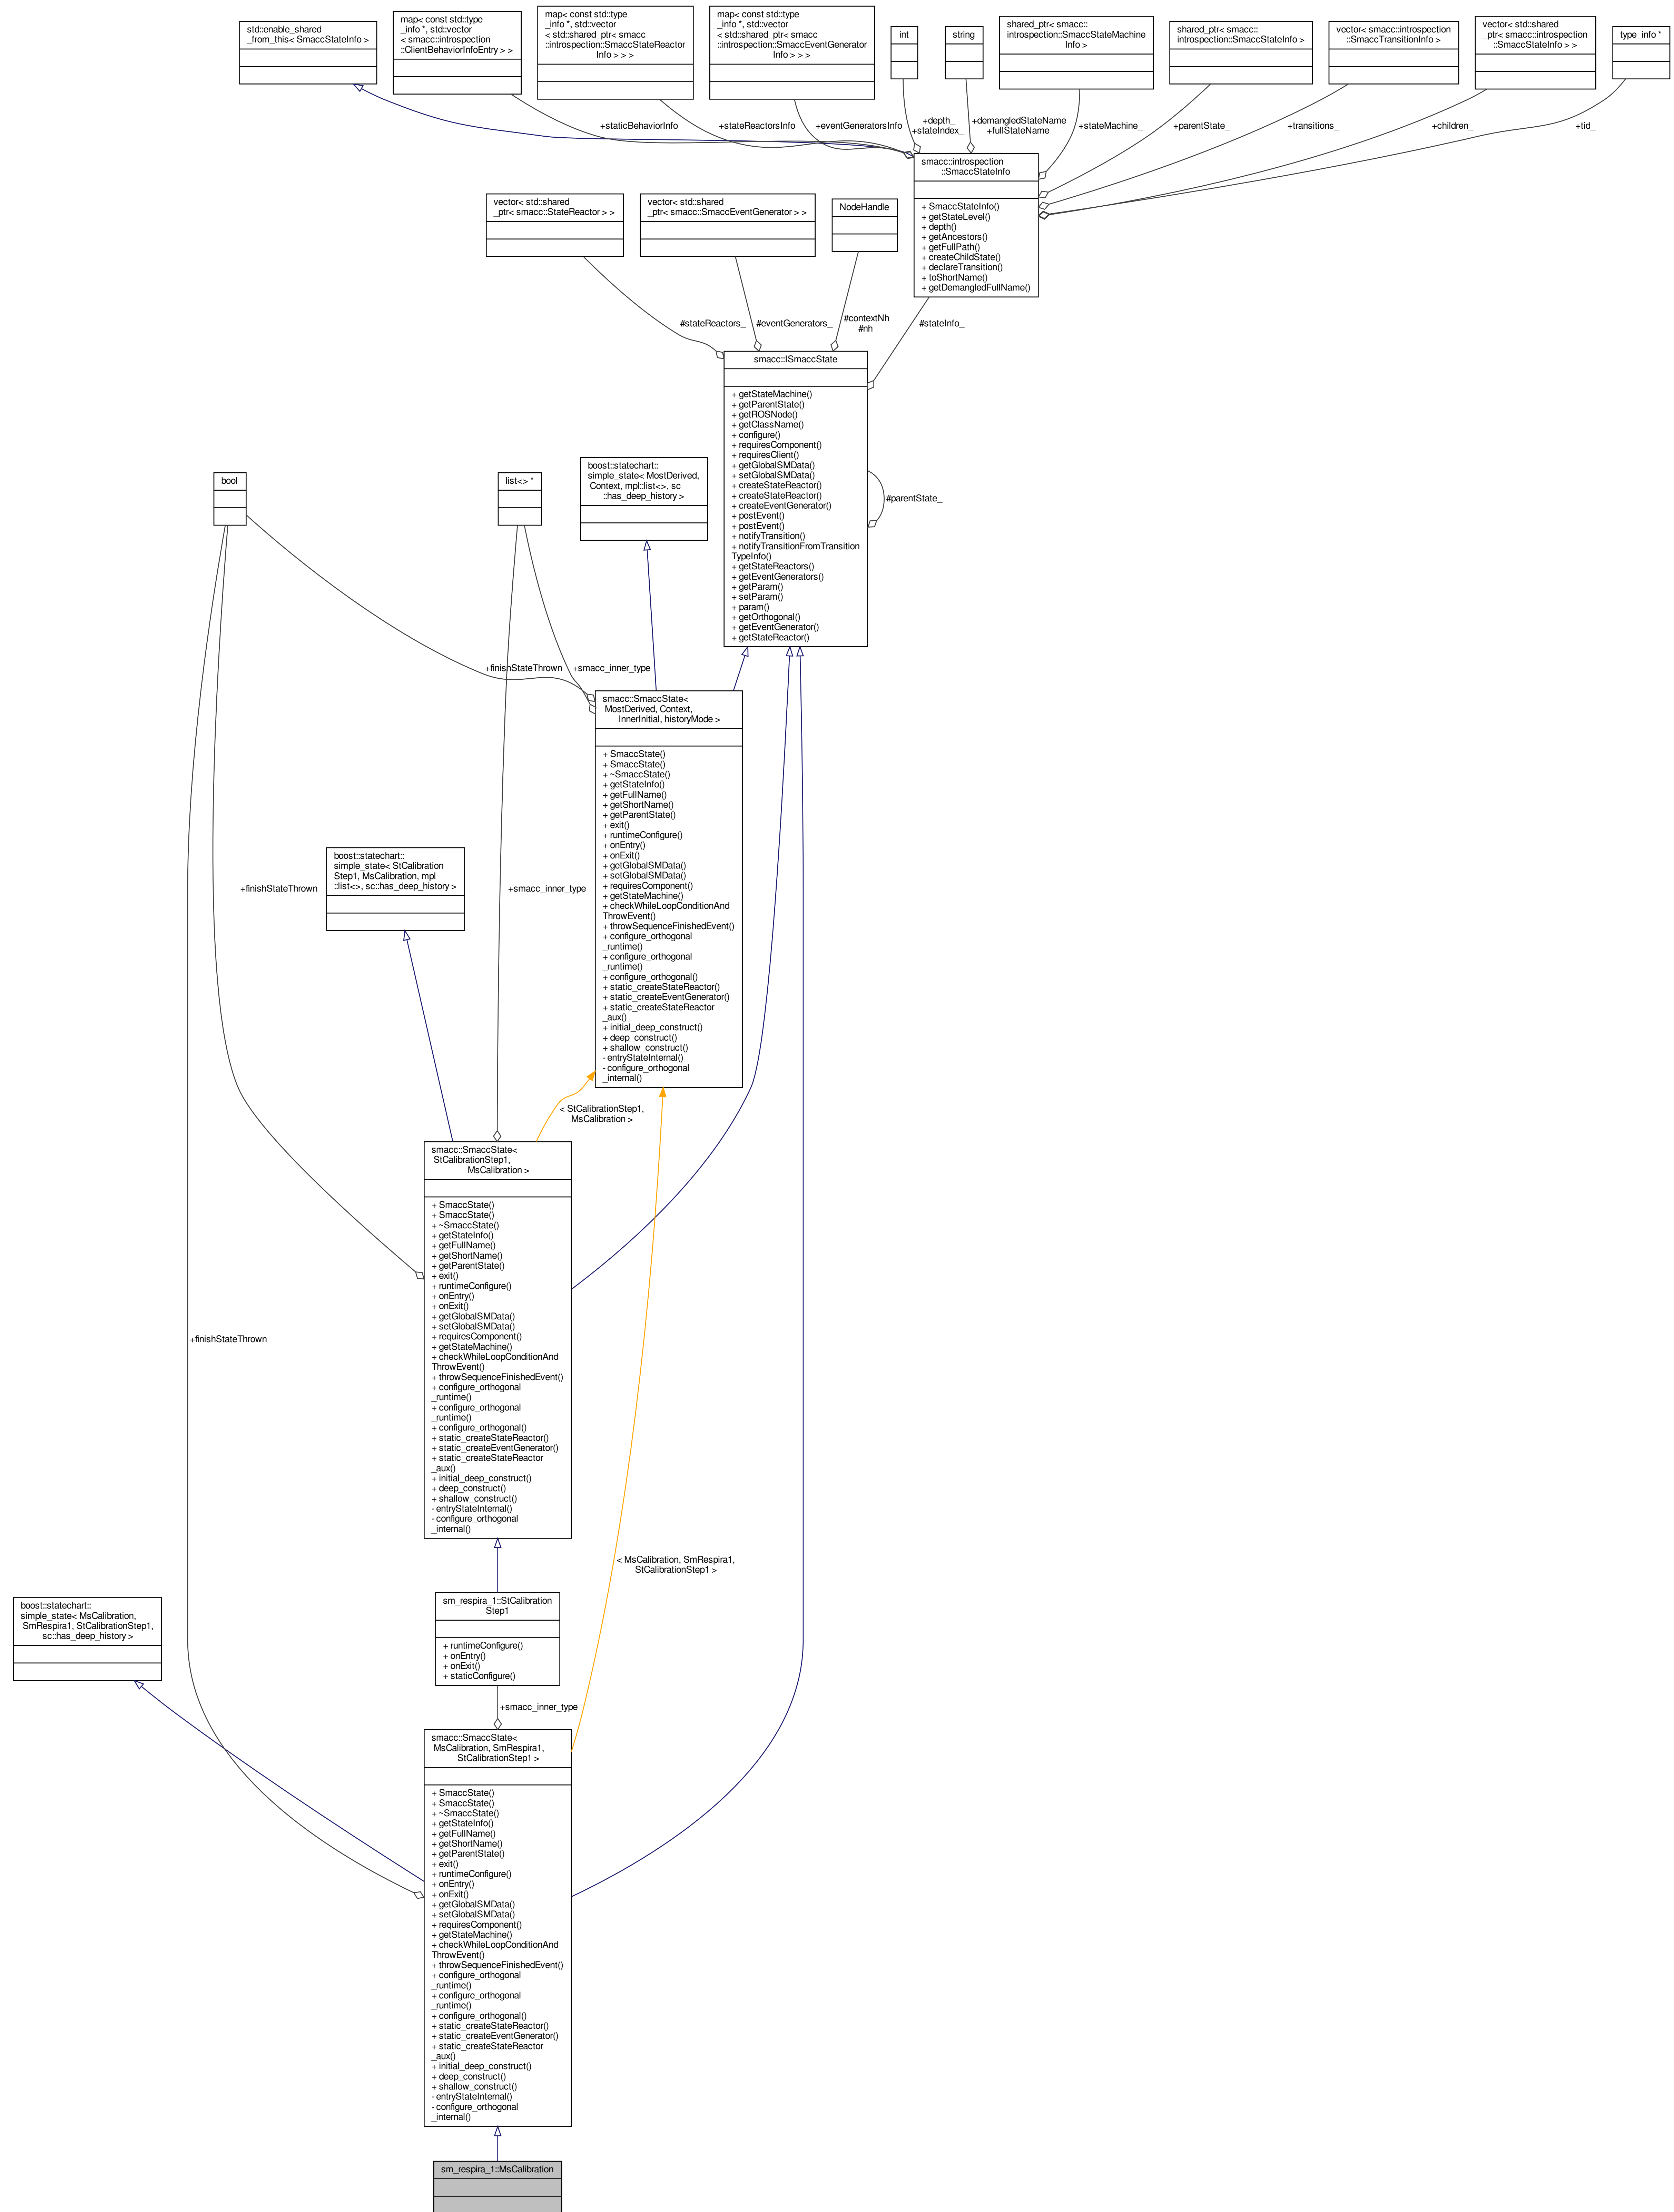 std::enable_shared
_from_this< SmaccStateInfo >
map< const std::type
_info *, std::vector
< smacc::introspection
::ClientBehaviorInfoEntry > >
map< const std::type
_info *, std::vector
< std::shared_ptr< smacc
::introspection::SmaccStateReactor
Info > > >
map< const std::type
_info *, std::vector
< std::shared_ptr< smacc
::introspection::SmaccEventGenerator
Info > > >
int
string
shared_ptr< smacc::
introspection::SmaccStateMachine
Info >
shared_ptr< smacc::
introspection::SmaccStateInfo >
vector< smacc::introspection
::SmaccTransitionInfo >
vector< std::shared
_ptr< smacc::introspection
::SmaccStateInfo > >
type_info *
+staticBehaviorInfo
+stateReactorsInfo
+eventGeneratorsInfo
+depth_
+stateIndex_
+demangledStateName
+fullStateName
+stateMachine_
+parentState_
+transitions_
+children_
+tid_
smacc::introspection
::SmaccStateInfo
+ SmaccStateInfo()
+ getStateLevel()
+ depth()
+ getAncestors()
+ getFullPath()
+ createChildState()
+ declareTransition()
+ toShortName()
+ getDemangledFullName()
vector< std::shared
_ptr< smacc::StateReactor > >
vector< std::shared
_ptr< smacc::SmaccEventGenerator > >
NodeHandle
#stateReactors_
#eventGenerators_
#contextNh
#nh
#stateInfo_
smacc::ISmaccState
+ getStateMachine()
+ getParentState()
+ getROSNode()
+ getClassName()
+ configure()
+ requiresComponent()
+ requiresClient()
+ getGlobalSMData()
+ setGlobalSMData()
+ createStateReactor()
+ createStateReactor()
+ createEventGenerator()
+ postEvent()
+ postEvent()
+ notifyTransition()
+ notifyTransitionFromTransition
TypeInfo()
+ getStateReactors()
+ getEventGenerators()
+ getParam()
+ setParam()
+ param()
+ getOrthogonal()
+ getEventGenerator()
+ getStateReactor()
#parentState_
bool
list<> *
boost::statechart::
simple_state< MostDerived,
Context, mpl::list<>, sc
::has_deep_history >
+finishStateThrown
+smacc_inner_type
smacc::SmaccState<
MostDerived, Context,
InnerInitial, historyMode >
+ SmaccState()
+ SmaccState()
+ ~SmaccState()
+ getStateInfo()
+ getFullName()
+ getShortName()
+ getParentState()
+ exit()
+ runtimeConfigure()
+ onEntry()
+ onExit()
+ getGlobalSMData()
+ setGlobalSMData()
+ requiresComponent()
+ getStateMachine()
+ checkWhileLoopConditionAnd
ThrowEvent()
+ throwSequenceFinishedEvent()
+ configure_orthogonal
_runtime()
+ configure_orthogonal
_runtime()
+ configure_orthogonal()
+ static_createStateReactor()
+ static_createEventGenerator()
+ static_createStateReactor
_aux()
+ initial_deep_construct()
+ deep_construct()
+ shallow_construct()
- entryStateInternal()
- configure_orthogonal
_internal()
boost::statechart::
simple_state< StCalibration
Step1, MsCalibration, mpl
::list<>, sc::has_deep_history >
+finishStateThrown
+smacc_inner_type
< StCalibrationStep1,
MsCalibration >
smacc::SmaccState<
StCalibrationStep1,
MsCalibration >
+ SmaccState()
+ SmaccState()
+ ~SmaccState()
+ getStateInfo()
+ getFullName()
+ getShortName()
+ getParentState()
+ exit()
+ runtimeConfigure()
+ onEntry()
+ onExit()
+ getGlobalSMData()
+ setGlobalSMData()
+ requiresComponent()
+ getStateMachine()
+ checkWhileLoopConditionAnd
ThrowEvent()
+ throwSequenceFinishedEvent()
+ configure_orthogonal
_runtime()
+ configure_orthogonal
_runtime()
+ configure_orthogonal()
+ static_createStateReactor()
+ static_createEventGenerator()
+ static_createStateReactor
_aux()
+ initial_deep_construct()
+ deep_construct()
+ shallow_construct()
- entryStateInternal()
- configure_orthogonal
_internal()
+finishStateThrown
< MsCalibration, SmRespira1,
StCalibrationStep1 >
boost::statechart::
simple_state< MsCalibration,
SmRespira1, StCalibrationStep1,
sc::has_deep_history >
sm_respira_1::StCalibration
Step1
+ runtimeConfigure()
+ onEntry()
+ onExit()
+ staticConfigure()
+smacc_inner_type
smacc::SmaccState<
MsCalibration, SmRespira1,
StCalibrationStep1 >
+ SmaccState()
+ SmaccState()
+ ~SmaccState()
+ getStateInfo()
+ getFullName()
+ getShortName()
+ getParentState()
+ exit()
+ runtimeConfigure()
+ onEntry()
+ onExit()
+ getGlobalSMData()
+ setGlobalSMData()
+ requiresComponent()
+ getStateMachine()
+ checkWhileLoopConditionAnd
ThrowEvent()
+ throwSequenceFinishedEvent()
+ configure_orthogonal
_runtime()
+ configure_orthogonal
_runtime()
+ configure_orthogonal()
+ static_createStateReactor()
+ static_createEventGenerator()
+ static_createStateReactor
_aux()
+ initial_deep_construct()
+ deep_construct()
+ shallow_construct()
- entryStateInternal()
- configure_orthogonal
_internal()
sm_respira_1::MsCalibration